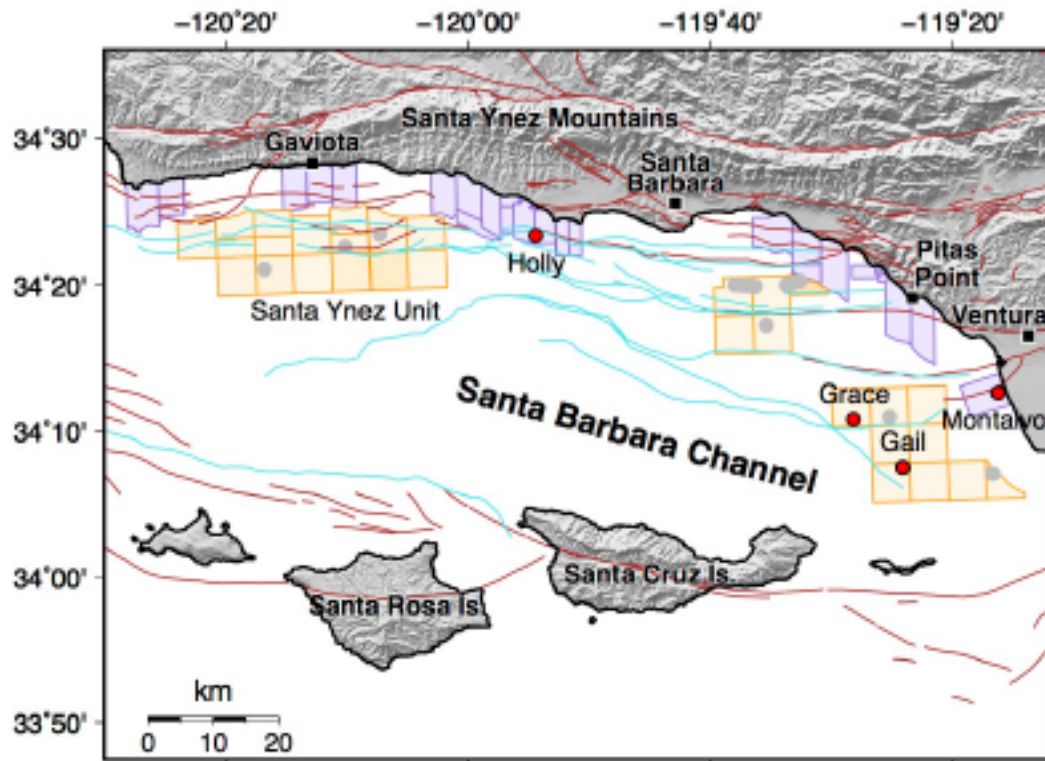 -120˚20' -120˚00' -119˚40' -119˚20'
34˚30'
34˚20'
34˚10'
34˚00'
33˚50'
Santa Ynez Mountains
Gaviota
Santa
Barbara
Holly
Pitas
Point
Santa Ynez Unit
Ventura
Grace
Montalvo
Gail
Santa Barbara Channel
Santa Cruz Is.
Santa Rosa Is.
km
0 10 20